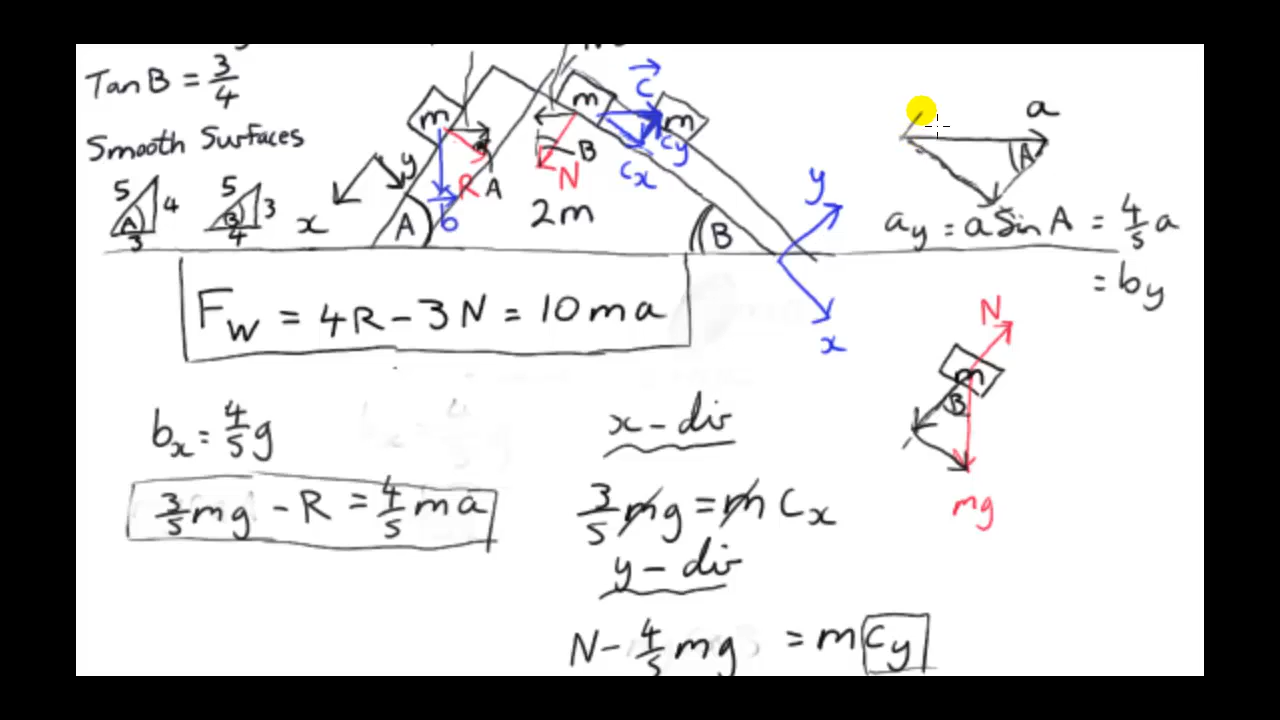 Tan B = 3/4
Smooth Surfaces
5 4 A 3
5 3 B 4
x
y
m
R
A
b
A
m
N
B
2m
c
cx
cy
m
B
y
x
a
A
ay = a Sin A = 4/5 a
= by
Fw = 4R - 3N = 10ma
N
m
B
mg
bx = 4/5 g
3/5 mg - R = 4/5 ma
x - dir
3/5 mg = m cx
y - dir
N - 4/5 mg = m cy